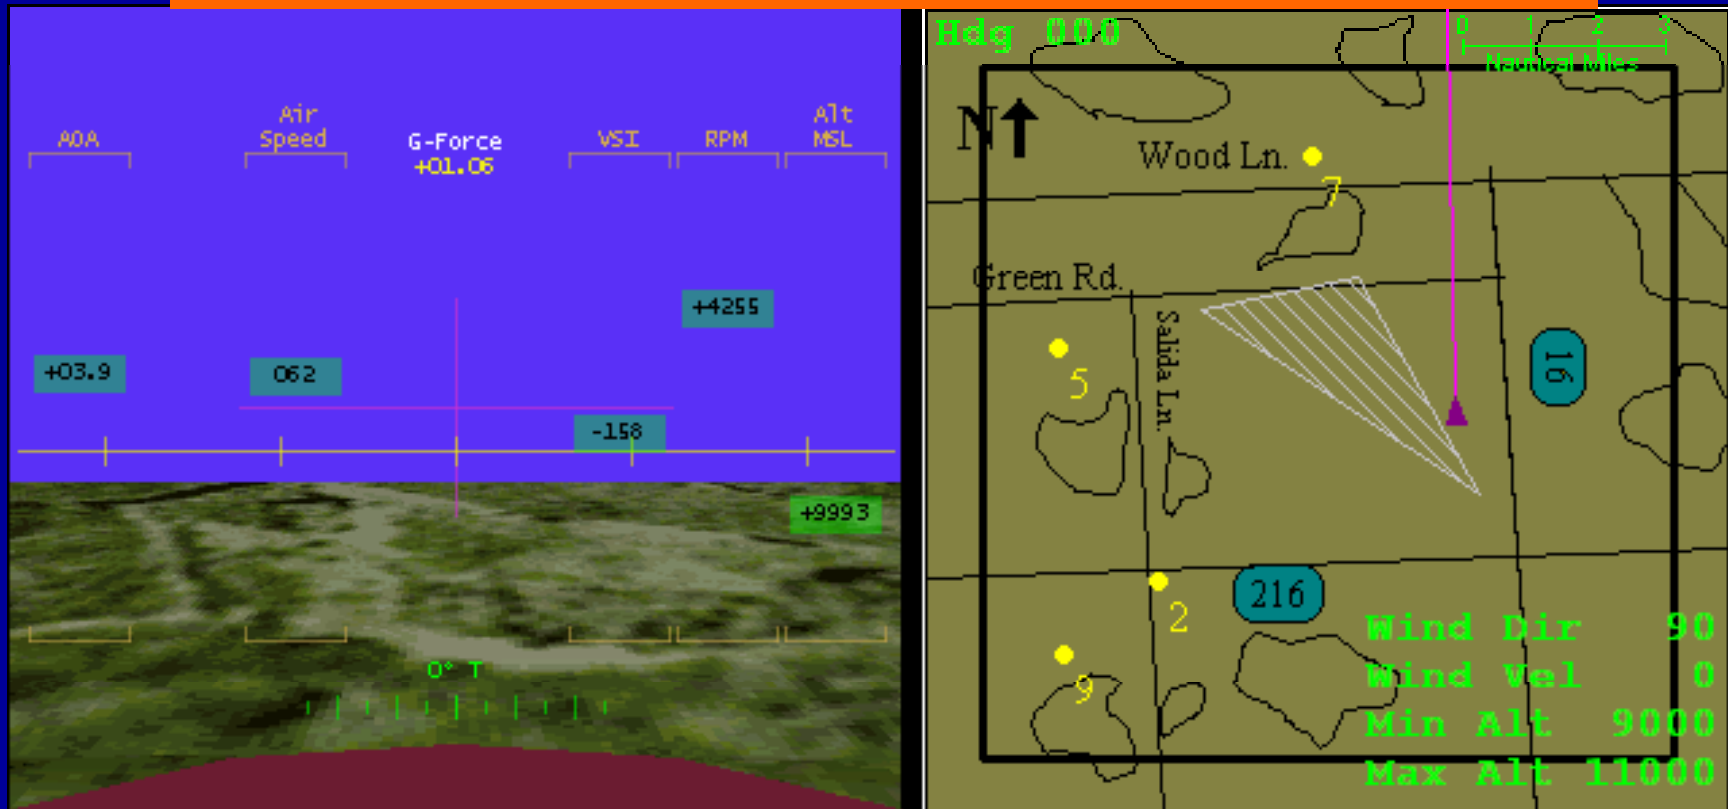 AOA
Air
Speed
G-Force
+01.06
VSI
RPM
Alt
MSL
+4255
+03.9
062
-158
+9993
0° T
Hdg 000
0 1 2 3
Nautical Miles
N
Wood Ln.
7
Green Rd.
Salida Ln.
5
16
2
216
9
Wind Dir 90
Wind Vel 0
Min Alt 9000
Max Alt 11000